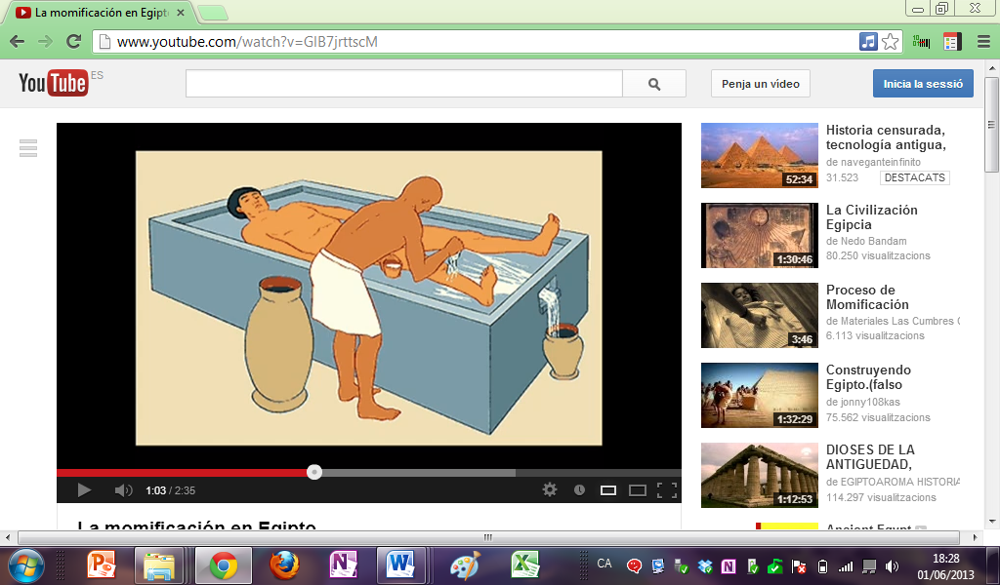 La momificación en Egipt
www.youtube.com/watch?v=GlB7jrttscM
YouTube ES
Penja un vídeo
Inicia la sessió
52:34
Historia censurada,
tecnología antigua,
de naveganteinfinito
31.523 DESTACATS
1:30:46
La Civilización
Egipcia
de Nedo Bandam
80.250 visualitzacions
3:46
Proceso de
Momificación
de Materiales Las Cumbres
6.113 visualitzacions
1:32:29
Construyendo
Egipto.(falso
de jonny108kas
75.562 visualitzacions
1:12:53
DIOSES DE LA
ANTIGUEDAD,
de EGIPTOAROMA HISTORIA
114.297 visualitzacions
Ancient Egypt
1:03 / 2:35
La momificación en Egipto
CA
18:28
01/06/2013